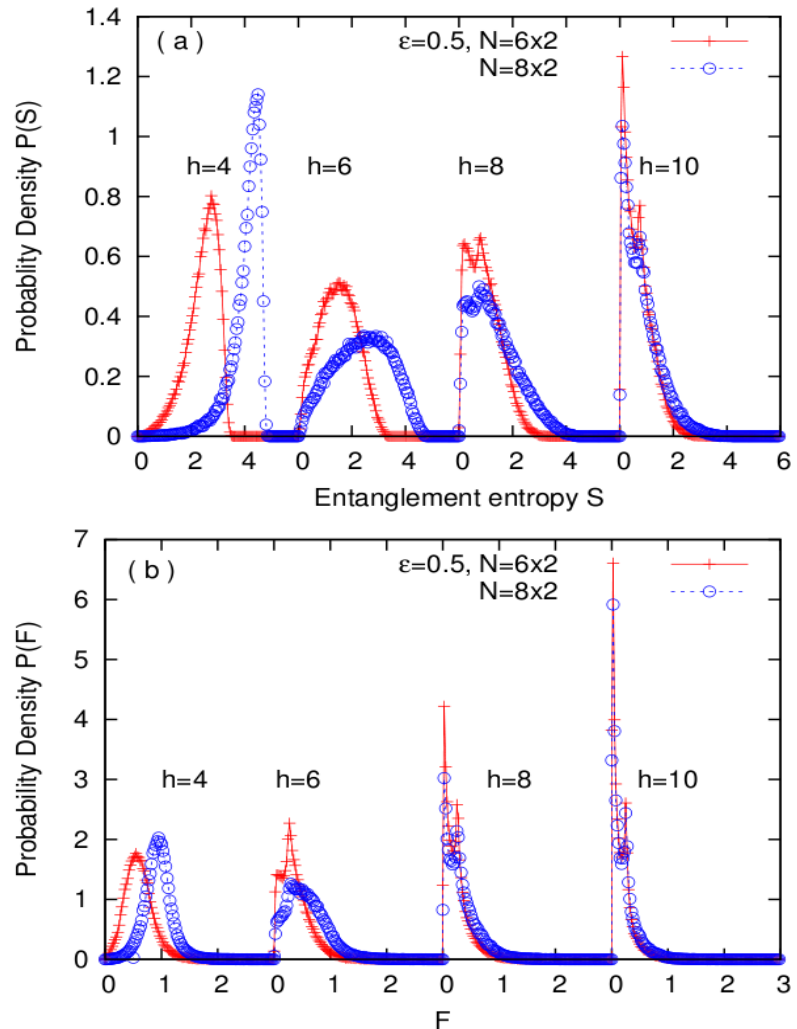 ( a )
ε=0.5, N=6x2
N=8x2
h=4
h=6
h=8
h=10
Probablity Density P(S)
1.4
1.2
1
0.8
0.6
0.4
0.2
0
0 2 4 0 2 4 0 2 4 0 2 4 6
Entanglement entropy S
( b )
ε=0.5, N=6x2
N=8x2
h=4
h=6
h=8
h=10
Probability Density P(F)
7
6
5
4
3
2
1
0
0 1 2 0 1 2 0 1 2 0 1 2 3
F